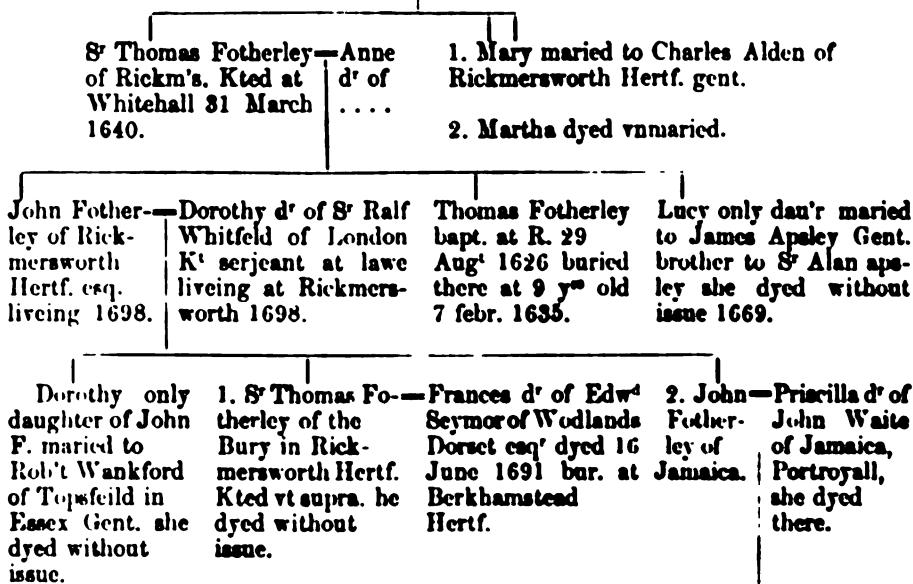 Sr Thomas Fotherley
of Rickm's. Kted at
Whitehall 31 March
1640.
Anne
dr of
. . . .
1. Mary maried to Charles Alden of
Rickmersworth Hertf. gent.
2. Martha dyed vnmaried.
John Fother-
ley of Rick-
mersworth
Hertf. esq.
liveing 1698.
Dorothy dr of Sr Ralf
Whitfeld of London
Kt serjeant at lawe
liveing at Rickmers-
worth 1698.
Thomas Fotherley
bapt. at R. 29
Augt 1626 buried
there at 9 yres old
7 febr. 1635.
Lucy only dau'r maried
to James Apsley Gent.
brother to Sr Alan aps-
ley she dyed without
issue 1669.
Dorothy only
daughter of John
F. maried to
Rob't Wankford
of Topsfeild in
Essex Gent. she
dyed without
issue.
1. Sr Thomas Fo-
therley of the
Bury in Rick-
mersworth Hertf.
Kted vt supra. he
dyed without
issue.
Frances dr of Edwd
Seymor of Wodlands
Dorset esqr dyed 16
June 1691 bur. at
Berkhamstead
Hertf.
2. John
Fother-
ley of
Jamaica.
Priscilla dr of
John Waite
of Jamaica,
Portroyall,
she dyed
there.